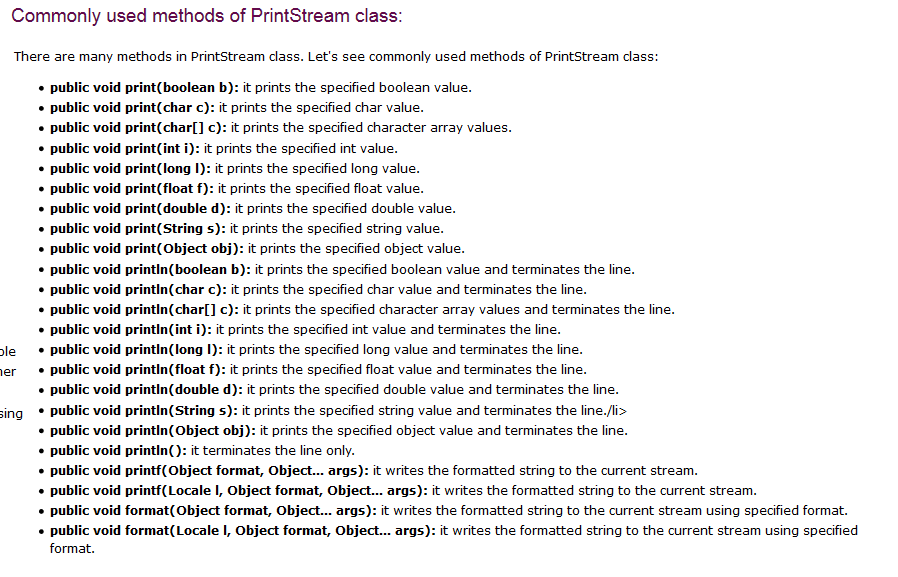 Commonly used methods of PrintStream class:
There are many methods in PrintStream class. Let's see commonly used methods of PrintStream class:
• public void print(boolean b): it prints the specified boolean value.
• public void print(char c): it prints the specified char value.
• public void print(char[] c): it prints the specified character array values.
• public void print(int i): it prints the specified int value.
• public void print(long l): it prints the specified long value.
• public void print(float f): it prints the specified float value.
• public void print(double d): it prints the specified double value.
• public void print(String s): it prints the specified string value.
• public void print(Object obj): it prints the specified object value.
• public void println(boolean b): it prints the specified boolean value and terminates the line.
• public void println(char c): it prints the specified char value and terminates the line.
• public void println(char[] c): it prints the specified character array values and terminates the line.
• public void println(int i): it prints the specified int value and terminates the line.
• public void println(long l): it prints the specified long value and terminates the line.
• public void println(float f): it prints the specified float value and terminates the line.
• public void println(double d): it prints the specified double value and terminates the line.
• public void println(String s): it prints the specified string value and terminates the line./li>
• public void println(Object obj): it prints the specified object value and terminates the line.
• public void println(): it terminates the line only.
• public void printf(Object format, Object... args): it writes the formatted string to the current stream.
• public void printf(Locale l, Object format, Object... args): it writes the formatted string to the current stream.
• public void format(Object format, Object... args): it writes the formatted string to the current stream using specified format.
• public void format(Locale l, Object format, Object... args): it writes the formatted string to the current stream using specified
format.